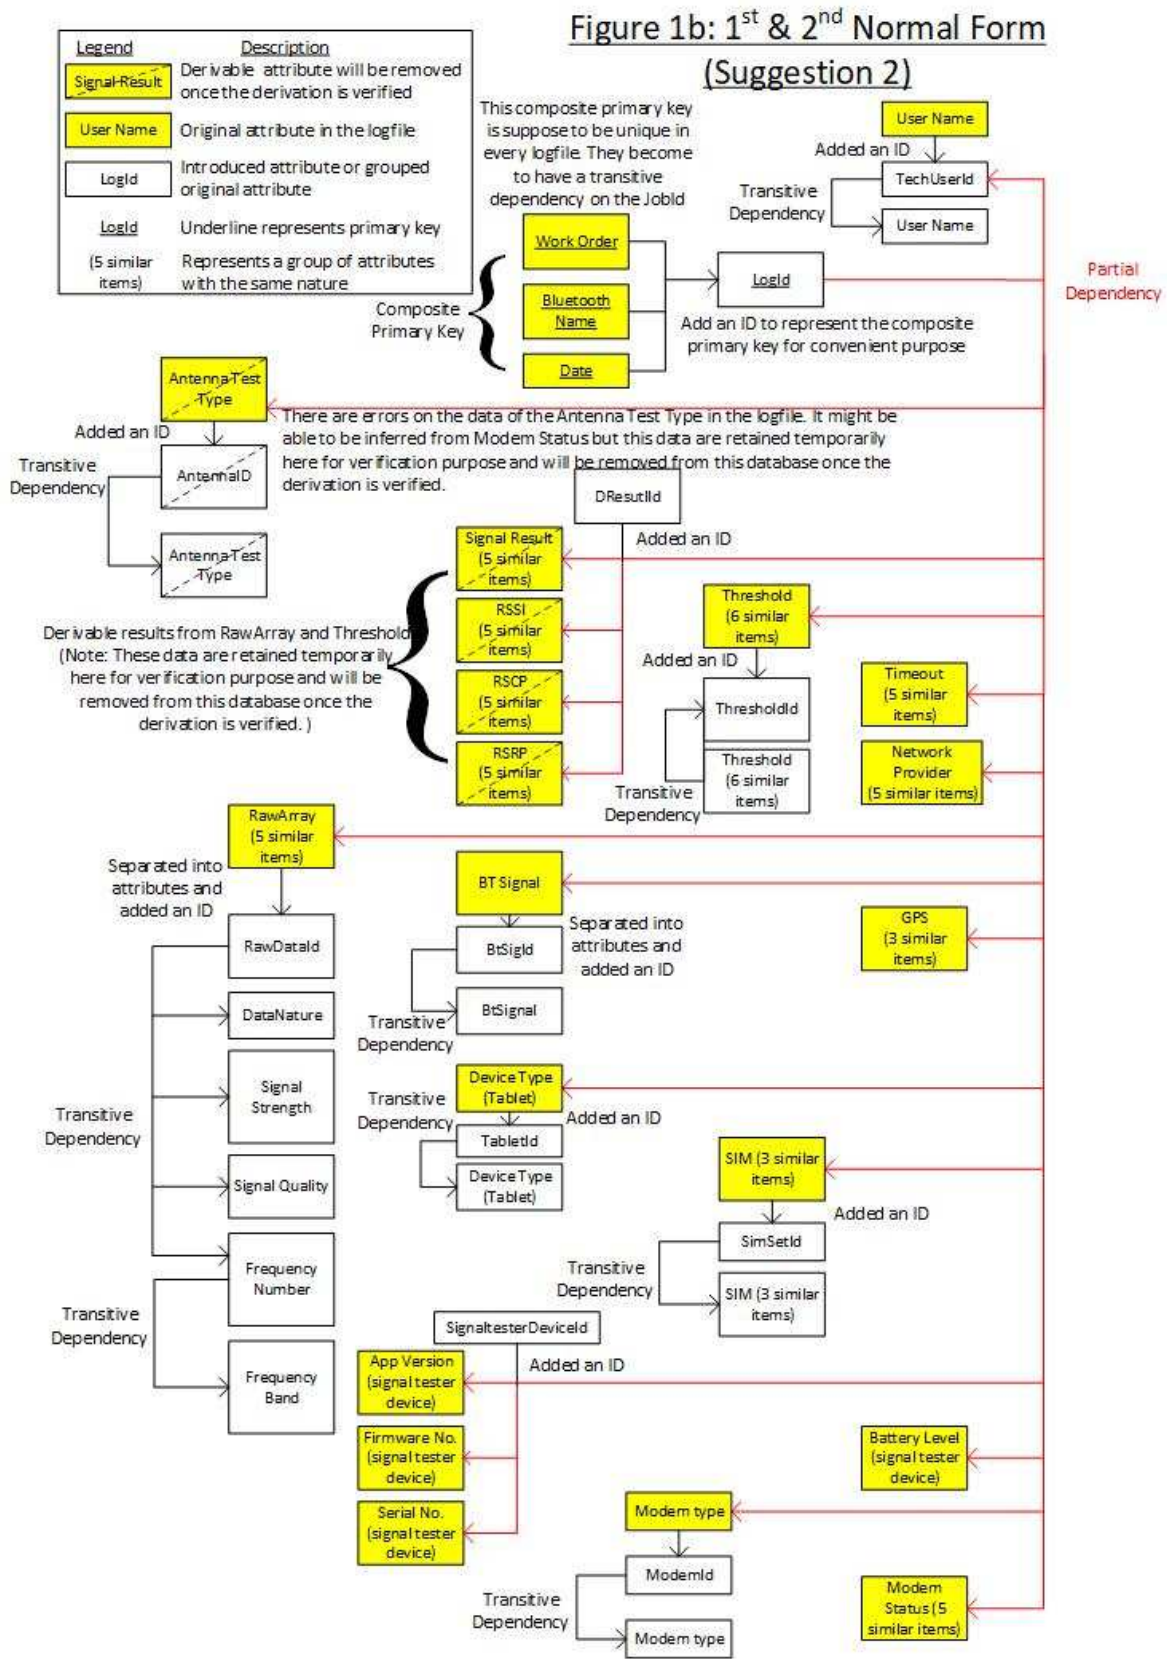 Figure 1b: 1st & 2nd Normal Form
(Suggestion 2)
Legend Description
Signal Result
Derivable attribute will be removed
once the derivation is verified
User Name
Original attribute in the logfile
LogId
Introduced attribute or grouped
original attribute
LogId
Underline represents primary key
(5 similar
items)
Represents a group of attributes
with the same nature
This composite primary key
is suppose to be unique in
every logfile. They become
to have a transitive
dependency on the JobId
User Name
Added an ID
TechUserId
Transitive
Dependency
User Name
Work Order
Bluetooth
Name
Date
Composite
Primary Key
LogId
Add an ID to represent the composite
primary key for convenient purpose
Partial
Dependency
Antenna Test
Type
Added an ID
Transitive
Dependency
AntennaID
Antenna Test
Type
There are errors on the data of the Antenna Test Type in the logfile. It might be
able to be inferred from Modem Status but this data are retained temporarily
here for verification purpose and will be removed from this database once the
derivation is verified.
DResutlId
Added an ID
Signal Result
(5 similar
items)
RSSI
(5 similar
items)
RSCP
(5 similar
items)
RSRP
(5 similar
items)
Derivable results from RawArray and Threshold
(Note: These data are retained temporarily
here for verification purpose and will be
removed from this database once the
derivation is verified. )
Threshold
(6 similar
items)
Added an ID
ThresholdId
Threshold
(6 similar
items)
Transitive
Dependency
Timeout
(5 similar
items)
Network
Provider
(5 similar items)
RawArray
(5 similar
items)
Separated into
attributes and
added an ID
RawDataId
DataNature
Signal
Strength
Transitive
Dependency
Signal Quality
Frequency
Number
Transitive
Dependency
Frequency
Band
BT Signal
Separated into
attributes and
added an ID
BtSigId
BtSignal
Transitive
Dependency
GPS
(3 similar
items)
Device Type
(Tablet)
Transitive
Dependency
Added an ID
TabletId
Device Type
(Tablet)
SIM (3 similar
items)
Added an ID
SimSetId
Transitive
Dependency
SIM (3 similar
items)
SignaltesterDeviceId
Added an ID
App Version
(signal tester
device)
Firmware No.
(signal tester
device)
Serial No.
(signal tester
device)
Battery Level
(signal tester
device)
Modem type
ModemId
Transitive
Dependency
Modem type
Modem
Status (5
similar items)